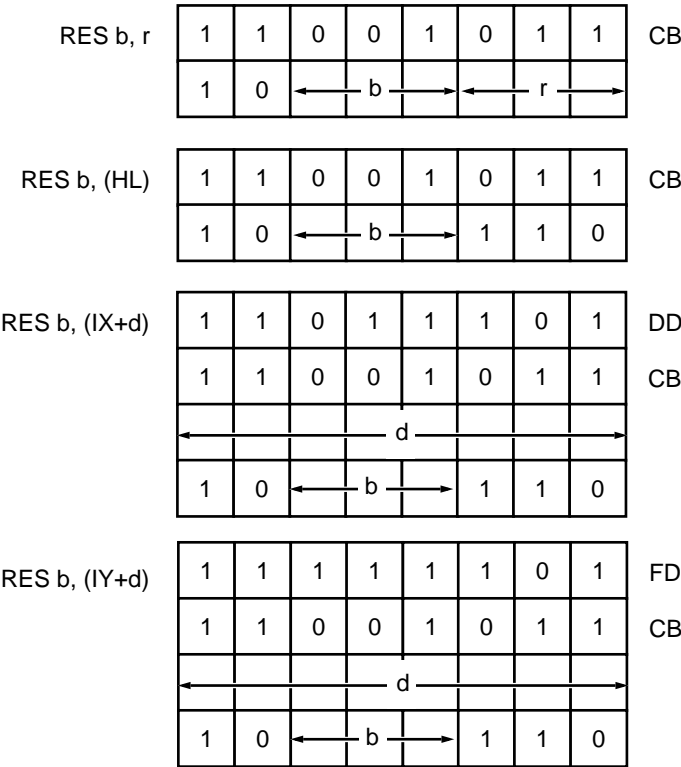 RES b, r 1 1 0 0 1 0 1 1 CB
1 0 b r
RES b, (HL) 1 1 0 0 1 0 1 1 CB
1 0 b 1 1 0
RES b, (IX+d) 1 1 0 1 1 1 0 1 DD
1 1 0 0 1 0 1 1 CB
d
1 0 b 1 1 0
RES b, (IY+d) 1 1 1 1 1 1 0 1 FD
1 1 0 0 1 0 1 1 CB
d
1 0 b 1 1 0